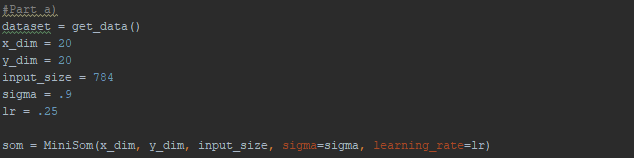 #Part a)
dataset = get_data()
x_dim = 20
y_dim = 20
input_size = 784
sigma = .9
lr = .25
som = MiniSom(x_dim, y_dim, input_size, sigma=sigma, learning_rate=lr)